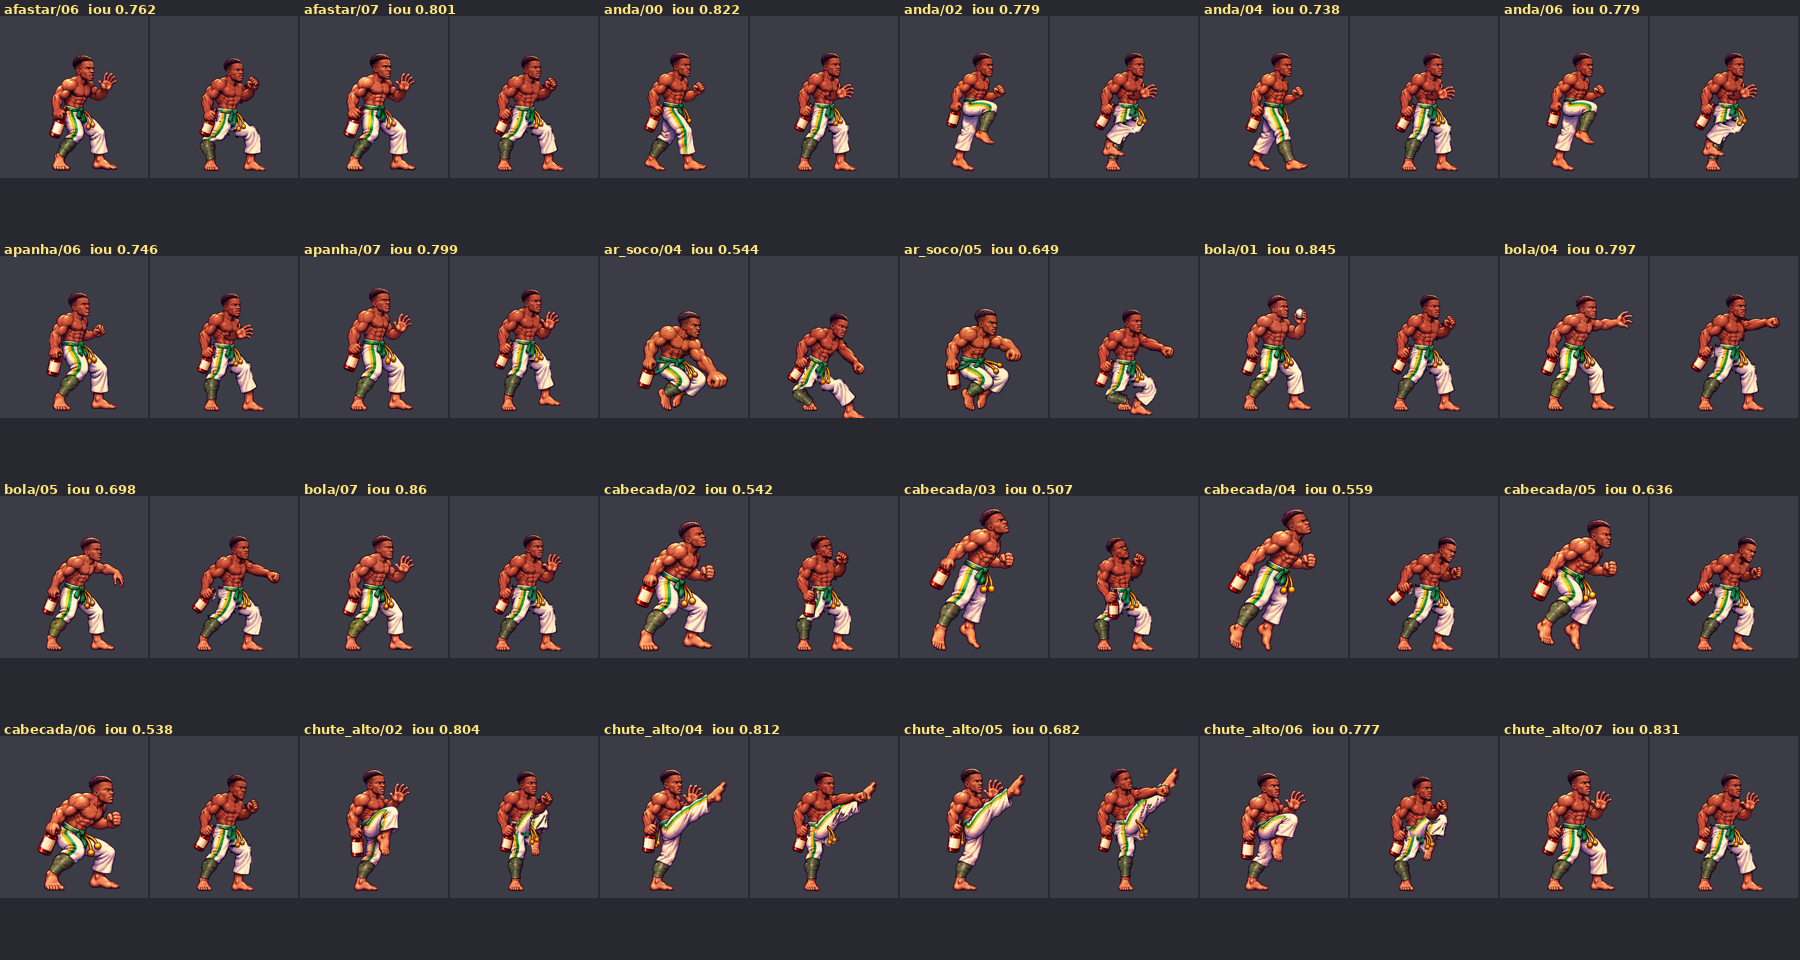 afastar/06 iou 0.762
afastar/07 iou 0.801
anda/00 iou 0.822
anda/02 iou 0.779
anda/04 iou 0.738
anda/06 iou 0.779
apanha/06 iou 0.746
apanha/07 iou 0.799
ar_soco/04 iou 0.544
ar_soco/05 iou 0.649
bola/01 iou 0.845
bola/04 iou 0.797
bola/05 iou 0.698
bola/07 iou 0.86
cabecada/02 iou 0.542
cabecada/03 iou 0.507
cabecada/04 iou 0.559
cabecada/05 iou 0.636
cabecada/06 iou 0.538
chute_alto/02 iou 0.804
chute_alto/04 iou 0.812
chute_alto/05 iou 0.682
chute_alto/06 iou 0.777
chute_alto/07 iou 0.831